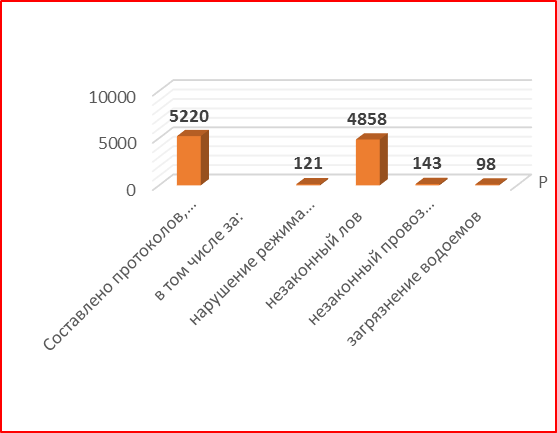 10000
5000
0
5220
121
4858
143
98
Р
Составлено протоколов,...
в том числе за:
нарушение режима...
незаконный лов
незаконный провоз...
загрязнение водоемов